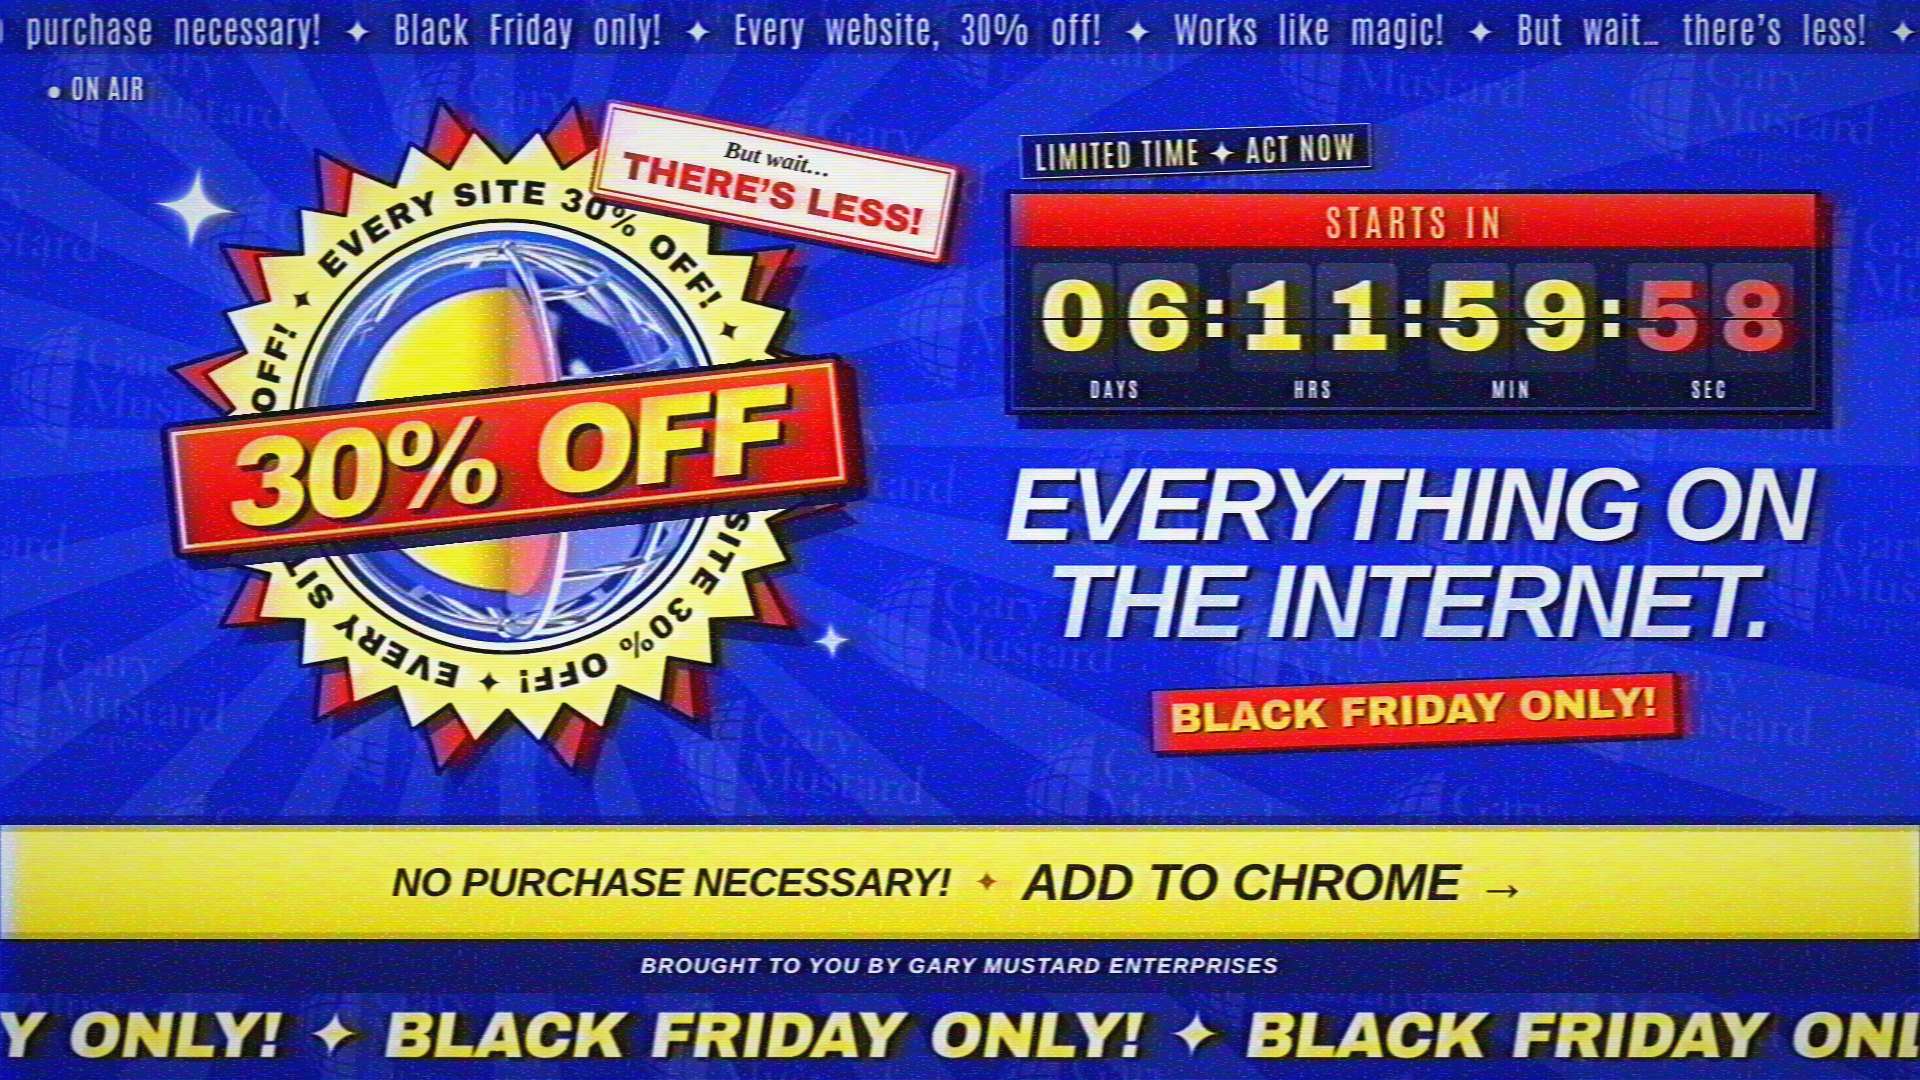 purchase necessary! ✦ Black Friday only! ✦ Every website, 30% off! ✦ Works like magic! ✦ But wait… there's less! ✦
● ON AIR
But wait…
THERE'S LESS!
EVERY SITE 30% OFF! ✦ EVERY SITE 30% OFF! ✦ EVERY SITE 30% OFF! ✦
30% OFF
LIMITED TIME ✦ ACT NOW
STARTS IN
06:11:59:58
DAYS HRS MIN SEC
EVERYTHING ON
THE INTERNET.
BLACK FRIDAY ONLY!
NO PURCHASE NECESSARY! ✦ ADD TO CHROME →
BROUGHT TO YOU BY GARY MUSTARD ENTERPRISES
Y ONLY! ✦ BLACK FRIDAY ONLY! ✦ BLACK FRIDAY ONL
Gary
Mustard